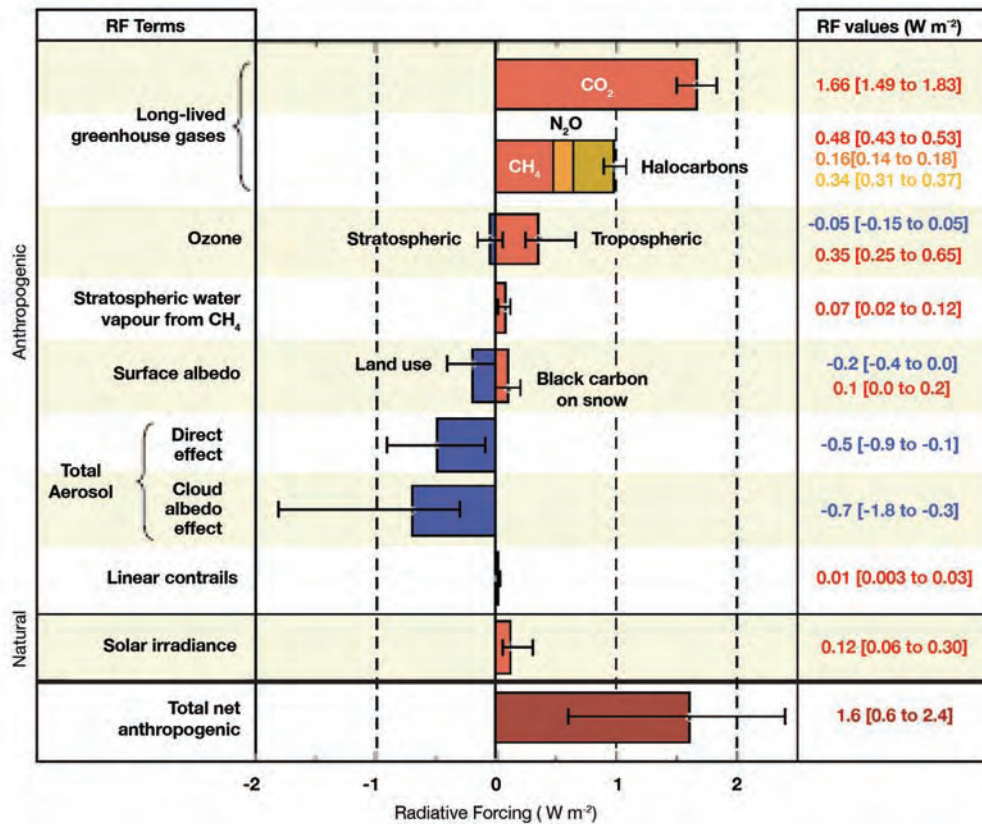 RF Terms
RF values (W m⁻²)
Anthropogenic
Long-lived
greenhouse gases
CO₂
1.66 [1.49 to 1.83]
N₂O
CH₄
Halocarbons
0.48 [0.43 to 0.53]
0.16[0.14 to 0.18]
0.34 [0.31 to 0.37]
Ozone
Stratospheric
Tropospheric
-0.05 [-0.15 to 0.05]
0.35 [0.25 to 0.65]
Stratospheric water
vapour from CH₄
0.07 [0.02 to 0.12]
Surface albedo
Land use
Black carbon
on snow
-0.2 [-0.4 to 0.0]
0.1 [0.0 to 0.2]
Total
Aerosol
Direct
effect
-0.5 [-0.9 to -0.1]
Cloud
albedo
effect
-0.7 [-1.8 to -0.3]
Linear contrails
0.01 [0.003 to 0.03]
Natural
Solar irradiance
0.12 [0.06 to 0.30]
Total net
anthropogenic
1.6 [0.6 to 2.4]
-2 -1 0 1 2
Radiative Forcing ( W m⁻²)